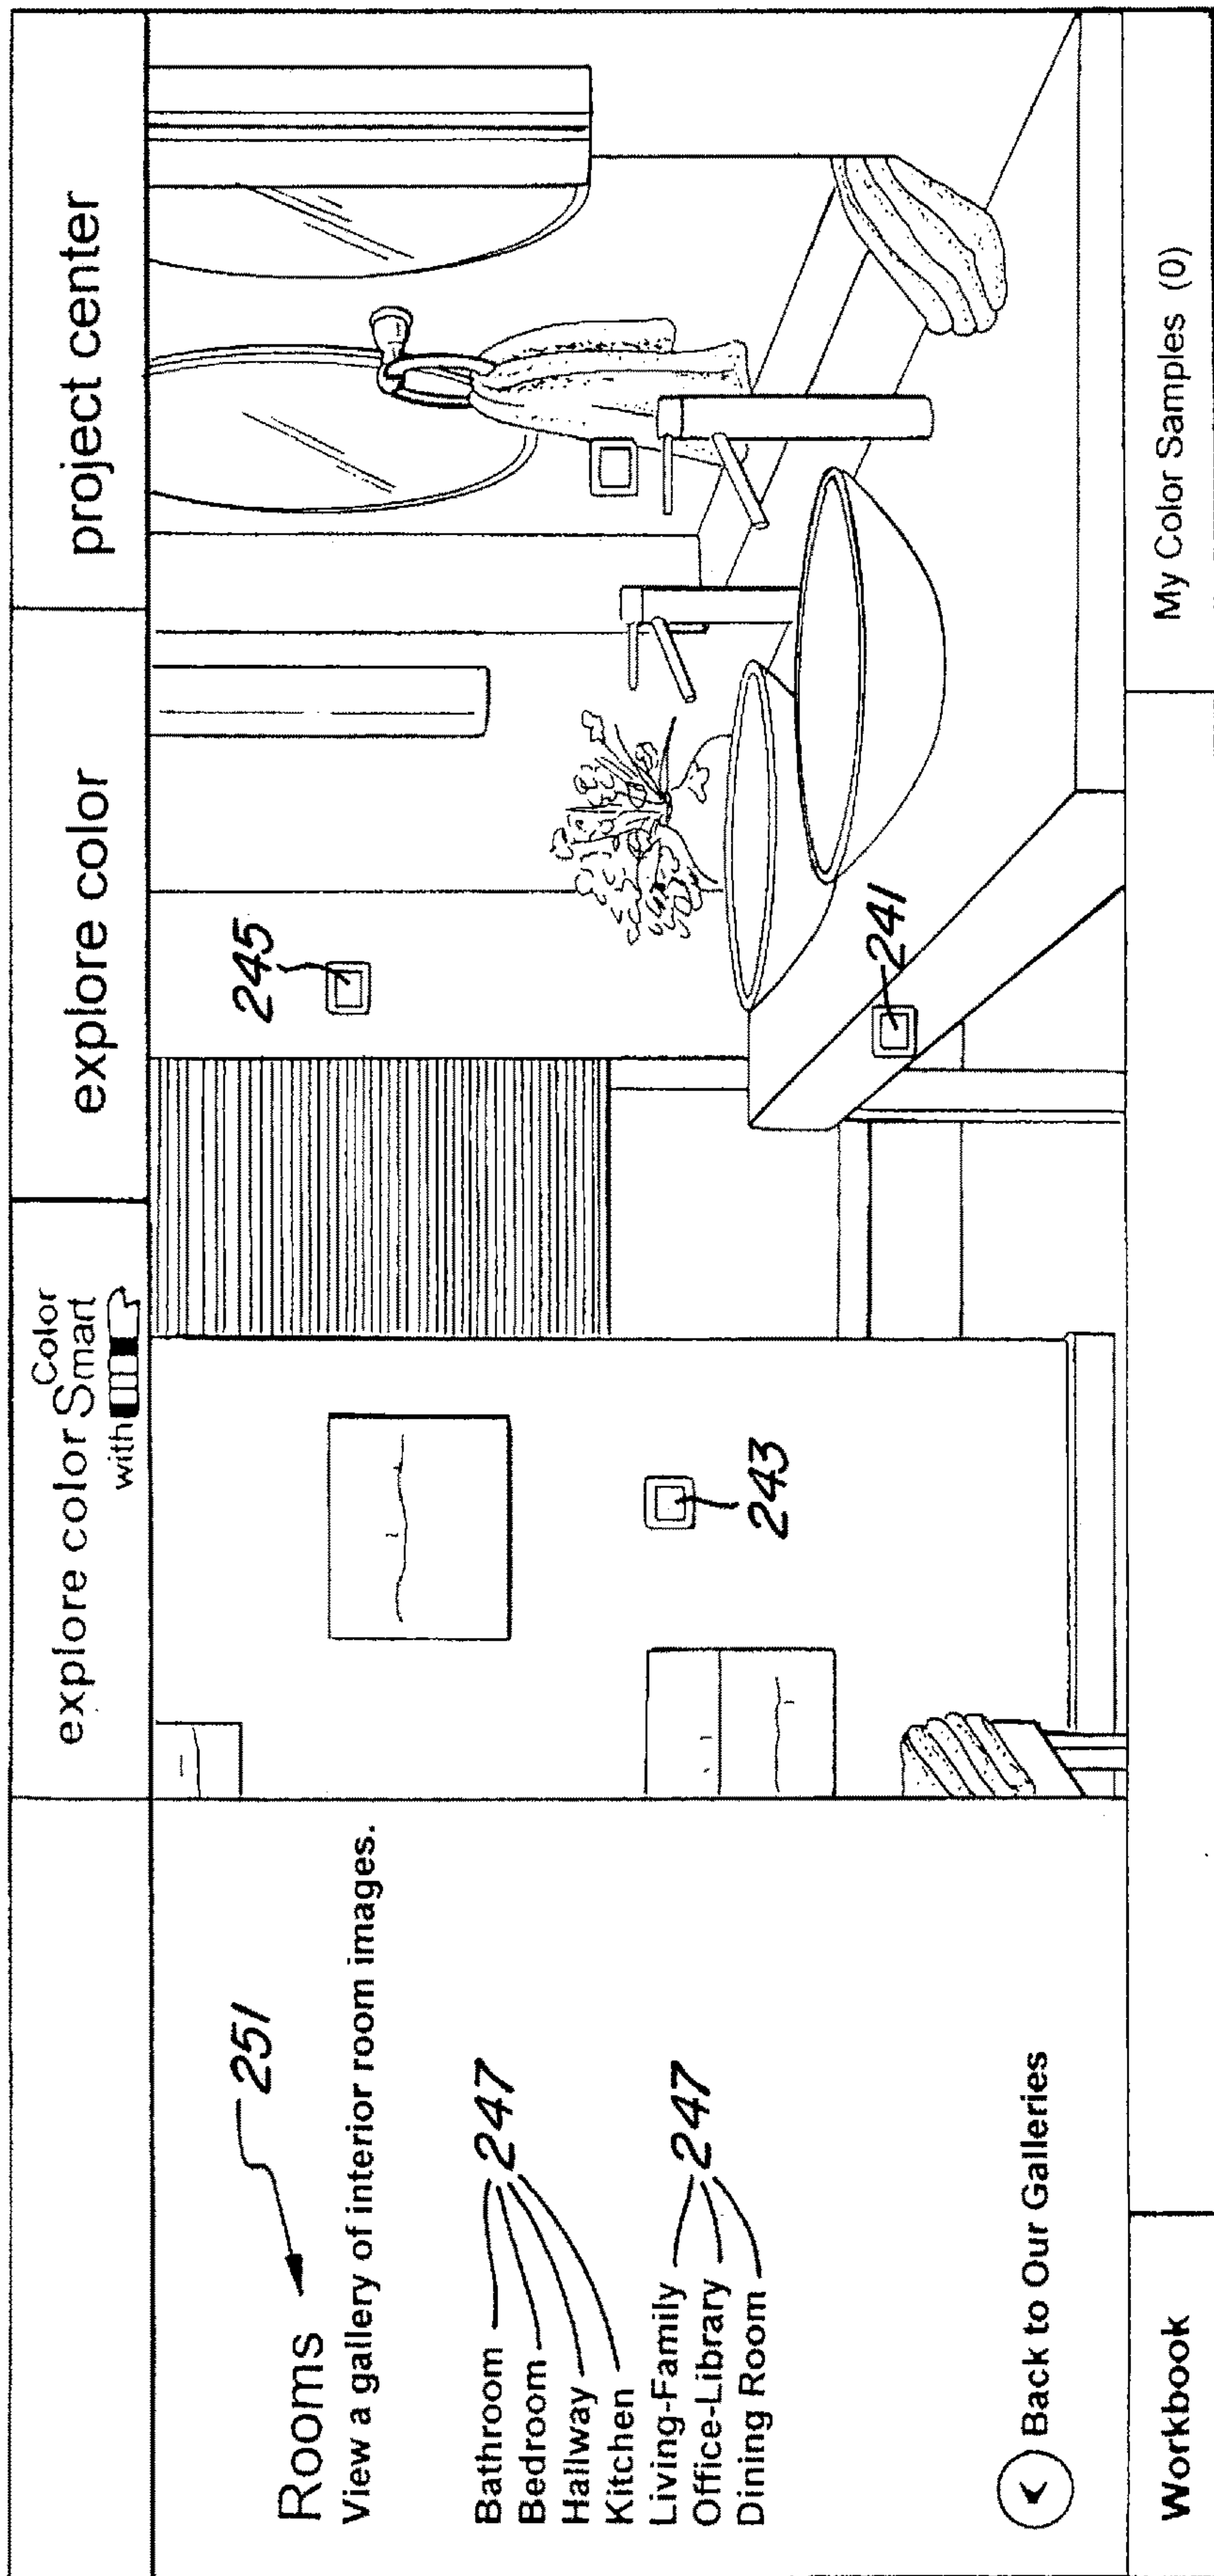 explore color Color Smart
with
explore color
project center
Rooms
251
View a gallery of interior room images.
Bathroom
Bedroom
Hallway
Kitchen
247
Living-Family
Office-Library
Dining Room
247
Back to Our Galleries
245
243
241
Workbook
My Color Samples (0)